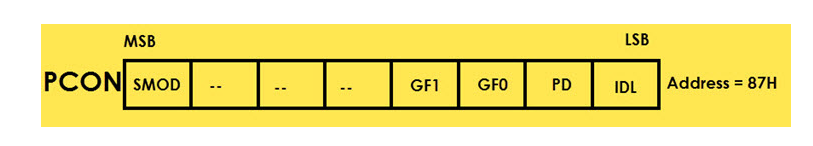 MSB LSB
PCON SMOD -- -- -- GF1 GF0 PD IDL Address = 87H